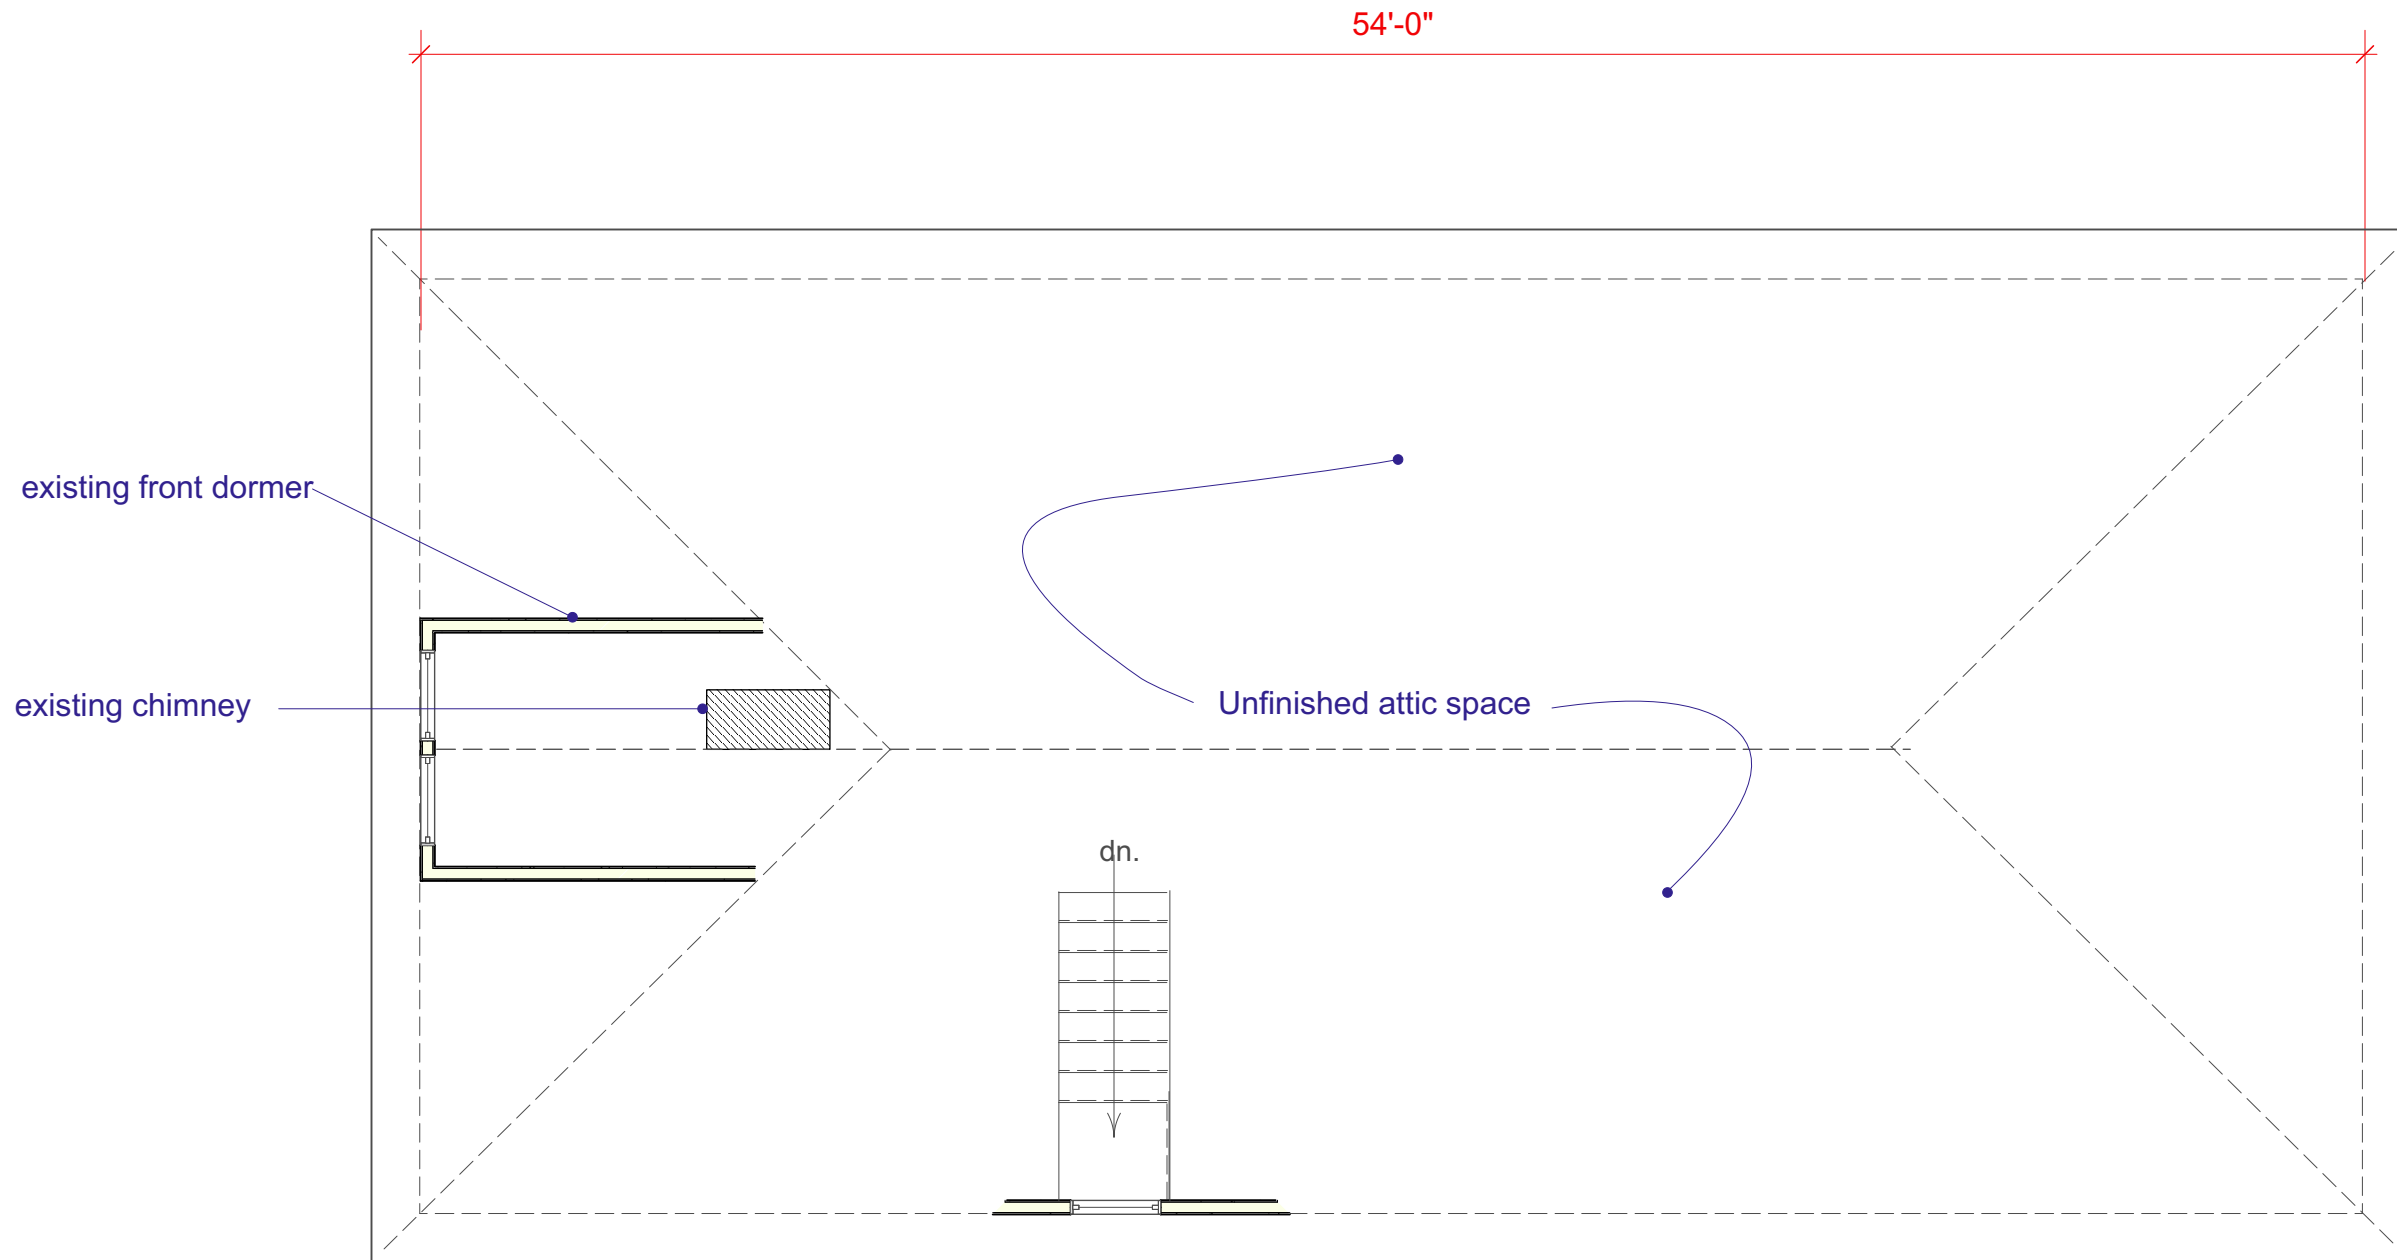 54'-0"
existing front dormer
existing chimney
Unfinished attic space
dn.